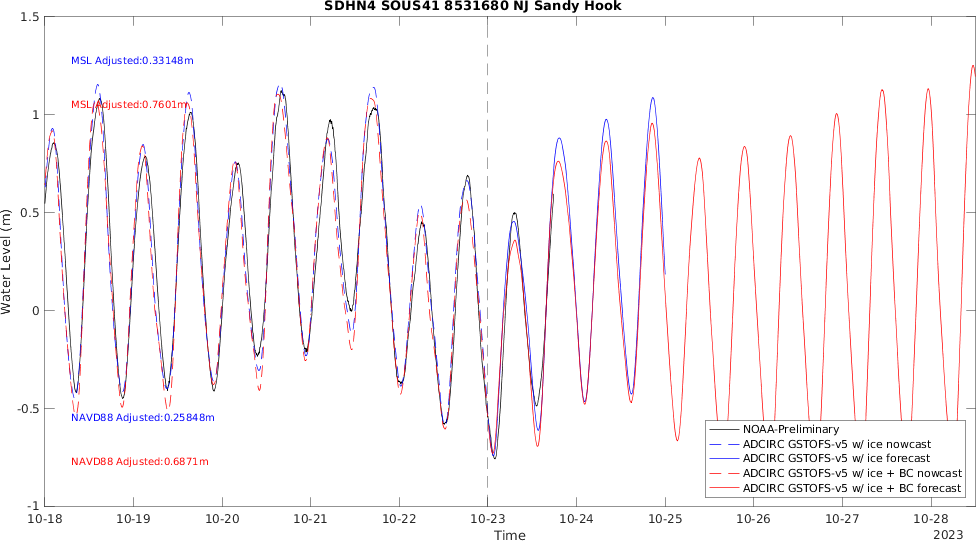 SDHN4 SOUS41 8531680 NJ Sandy Hook
1.5
MSL Adjusted:0.33148m
MSL Adjusted:0.7601m
1
0.5
Water Level (m)
0
-0.5
NAVD88 Adjusted:0.25848m
NOAA-Preliminary
ADCIRC GSTOFS-v5 w/ ice nowcast
ADCIRC GSTOFS-v5 w/ ice forecast
NAVD88 Adjusted:0.6871m
ADCIRC GSTOFS-v5 w/ ice + BC nowcast
ADCIRC GSTOFS-v5 w/ ice + BC forecast
-1
10-18 10-19 10-20 10-21 10-22 10-23 10-24 10-25 10-26 10-27 10-28
Time
2023